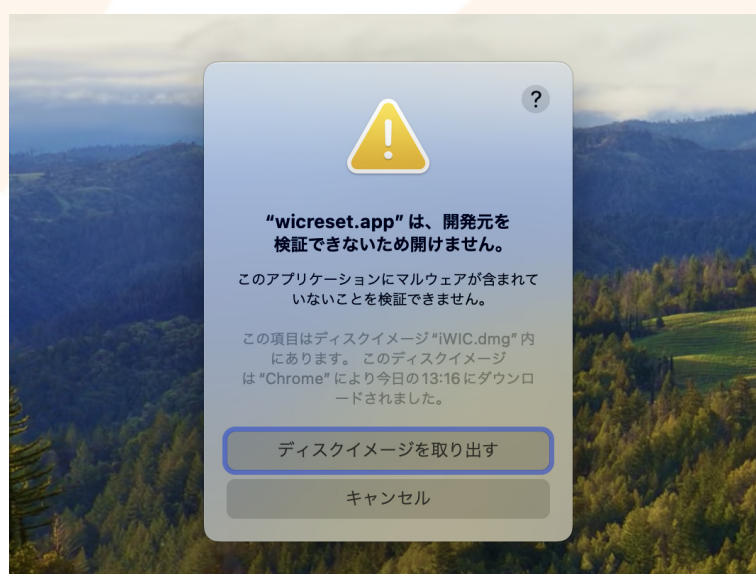 ?
“wicreset.app” は、開発元を
検証できないため開けません。
このアプリケーションにマルウェアが含まれて
いないことを検証できません。
この項目はディスクイメージ“iWIC.dmg”内
にあります。 このディスクイメージ
は“Chrome”により今日の13:16にダウンロ
ードされました。
ディスクイメージを取り出す
キャンセル